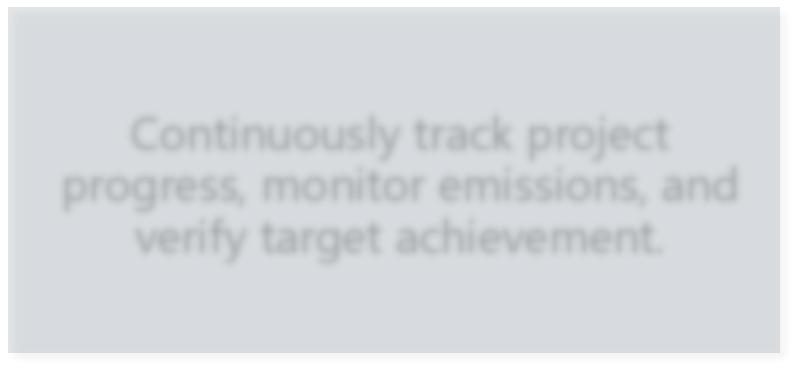 Continuously track project
progress, monitor emissions, and
verify target achievement.